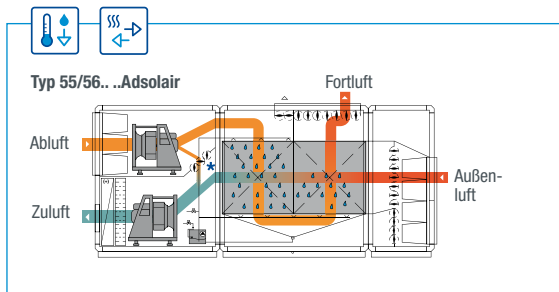 Typ 55/56.. ..Adsolair
Fortluft
Abluft
Zuluft
Außen-
luft
(+)
*